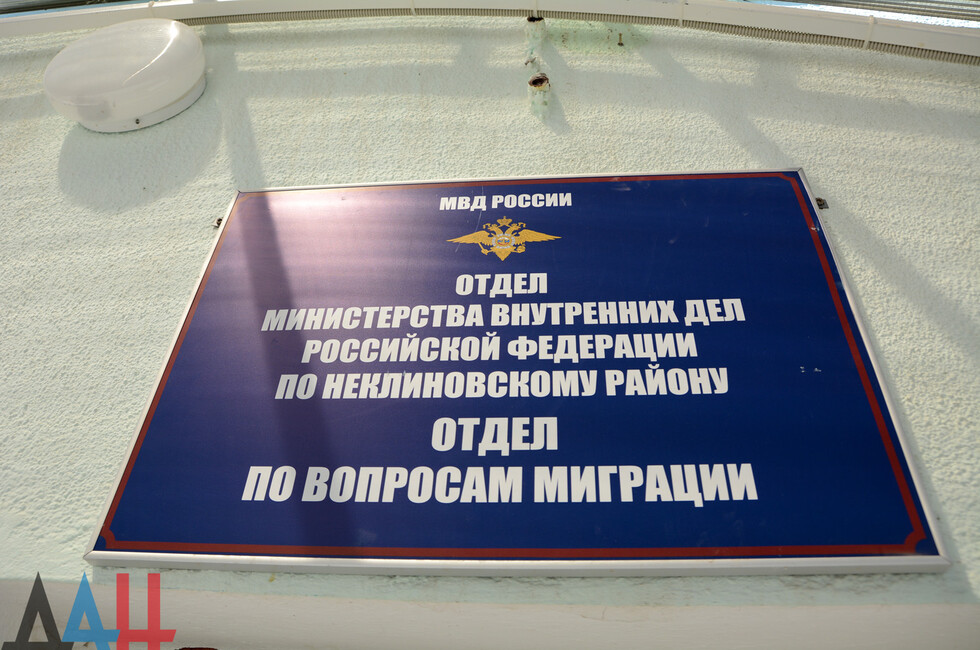 МВД РОССИИ
ОТДЕЛ
МИНИСТЕРСТВА ВНУТРЕННИХ ДЕЛ
РОССИЙСКОЙ ФЕДЕРАЦИИ
ПО НЕКЛИНОВСКОМУ РАЙОНУ
ОТДЕЛ
ПО ВОПРОСАМ МИГРАЦИИ
ДАН